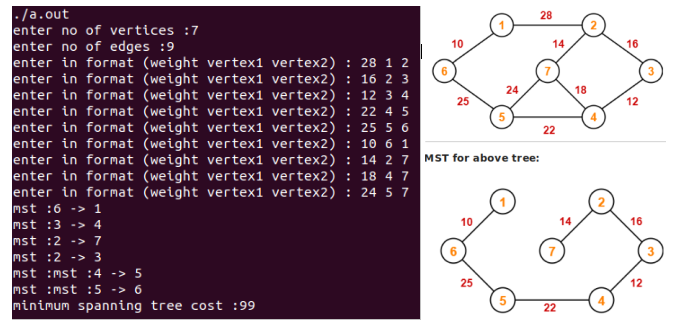 ./a.out
enter no of vertices :7
enter no of edges :9
enter in format (weight vertex1 vertex2) : 28 1 2
enter in format (weight vertex1 vertex2) : 16 2 3
enter in format (weight vertex1 vertex2) : 12 3 4
enter in format (weight vertex1 vertex2) : 22 4 5
enter in format (weight vertex1 vertex2) : 25 5 6
enter in format (weight vertex1 vertex2) : 10 6 1
enter in format (weight vertex1 vertex2) : 14 2 7
enter in format (weight vertex1 vertex2) : 18 4 7
enter in format (weight vertex1 vertex2) : 24 5 7
mst :6 -> 1
mst :3 -> 4
mst :2 -> 7
mst :2 -> 3
mst :mst :4 -> 5
mst :mst :5 -> 6
minimum spanning tree cost :99
28
1 2
10 14 16
6 7 3
25 24 18 12
5 4
22
MST for above tree:
1 2
10 14 16
6 7 3
25 12
5 4
22